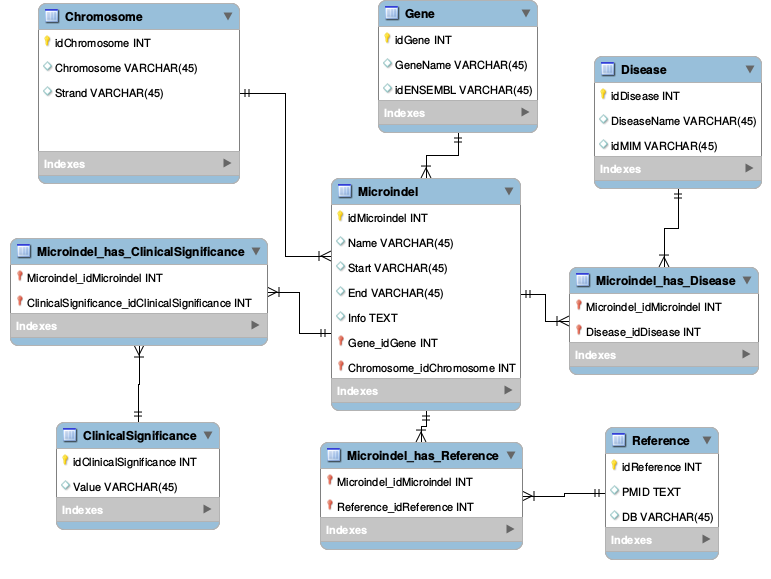 Chromosome
idChromosome INT
Chromosome VARCHAR(45)
Strand VARCHAR(45)
Indexes
Gene
idGene INT
GeneName VARCHAR(45)
idENSEMBL VARCHAR(45)
Indexes
Disease
idDisease INT
DiseaseName VARCHAR(45)
idMIM VARCHAR(45)
Indexes
Microindel
idMicroindel INT
Name VARCHAR(45)
Start VARCHAR(45)
End VARCHAR(45)
Info TEXT
Gene_idGene INT
Chromosome_idChromosome INT
Indexes
Microindel_has_ClinicalSignificance
Microindel_idMicroindel INT
ClinicalSignificance_idClinicalSignificance INT
Indexes
Microindel_has_Disease
Microindel_idMicroindel INT
Disease_idDisease INT
Indexes
ClinicalSignificance
idClinicalSignificance INT
Value VARCHAR(45)
Indexes
Microindel_has_Reference
Microindel_idMicroindel INT
Reference_idReference INT
Indexes
Reference
idReference INT
PMID TEXT
DB VARCHAR(45)
Indexes